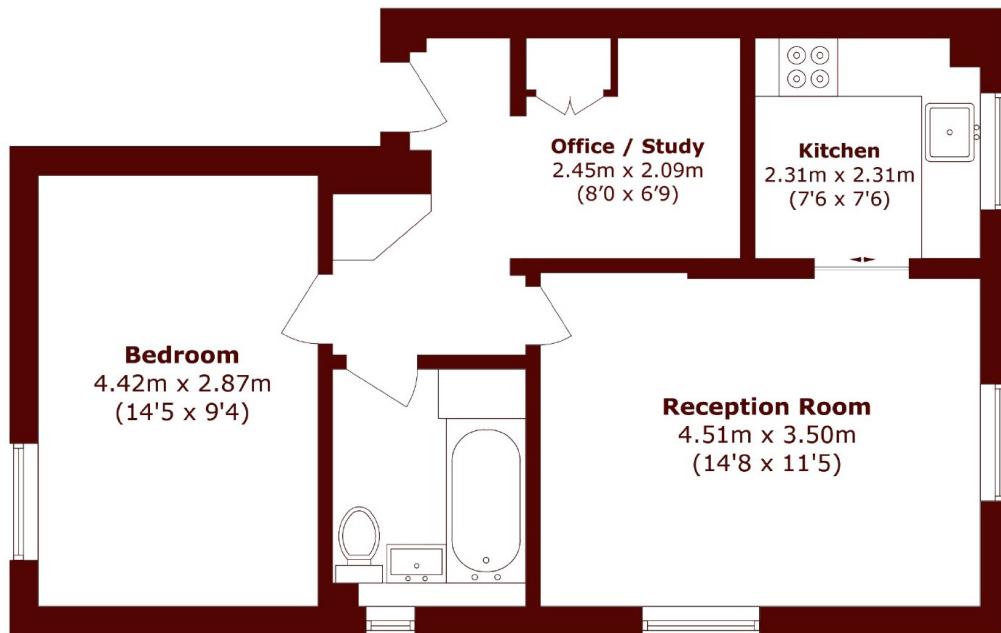 Office / Study
2.45m x 2.09m
(8'0 x 6'9)
Kitchen
2.31m x 2.31m
(7'6 x 7'6)
Bedroom
4.42m x 2.87m
(14'5 x 9'4)
Reception Room
4.51m x 3.50m
(14'8 x 11'5)